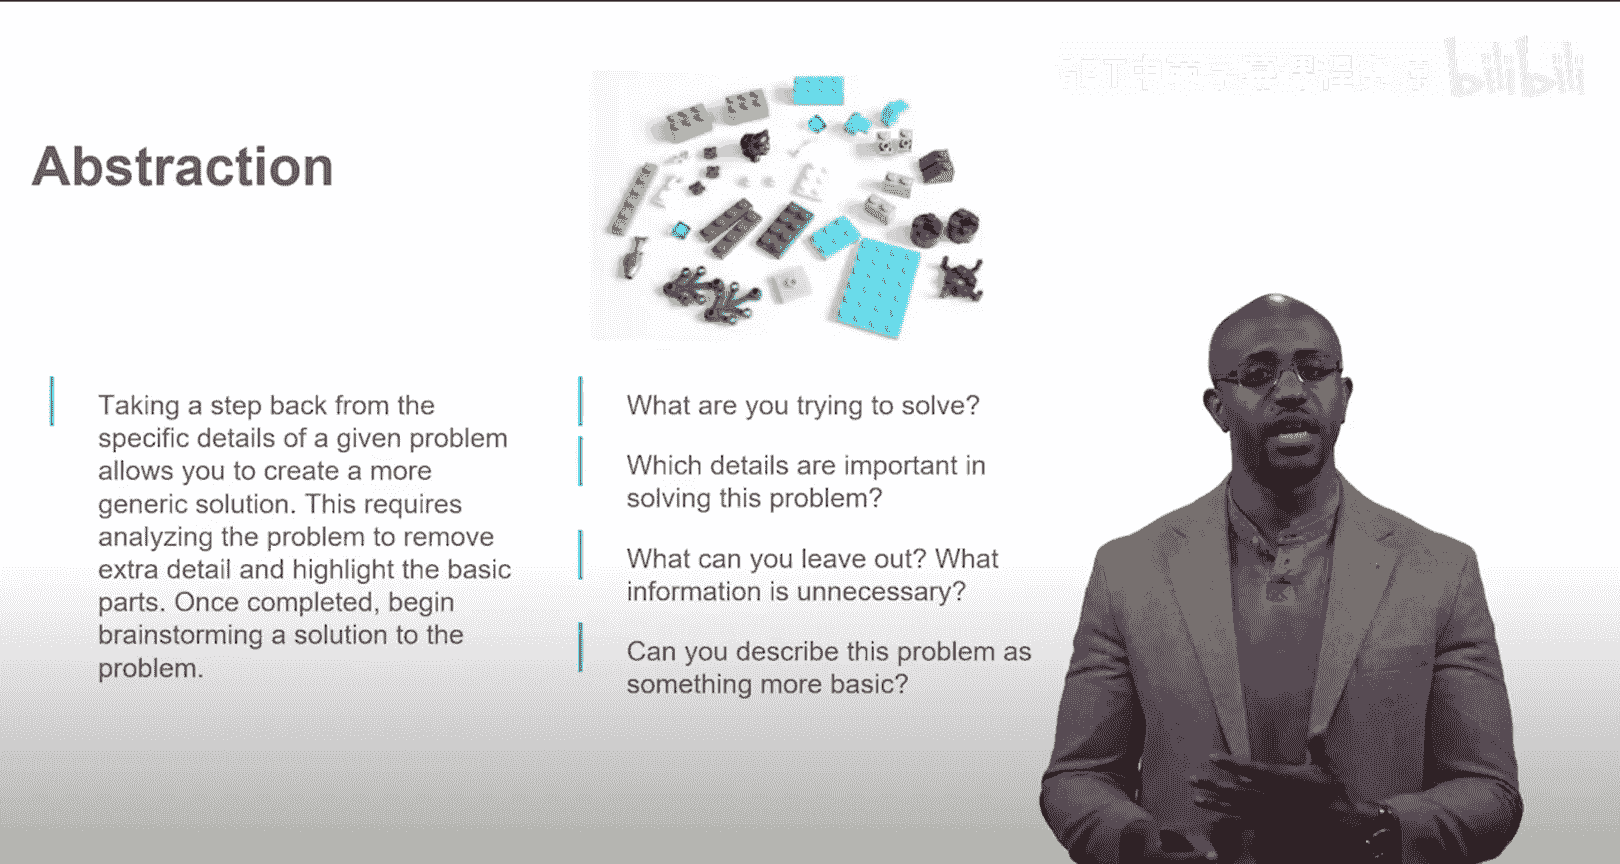 bilibili
Abstraction
Taking a step back from the
specific details of a given problem
allows you to create a more
generic solution. This requires
analyzing the problem to remove
extra detail and highlight the basic
parts. Once completed, begin
brainstorming a solution to the
problem.
What are you trying to solve?
Which details are important in
solving this problem?
What can you leave out? What
information is unnecessary?
Can you describe this problem as
something more basic?